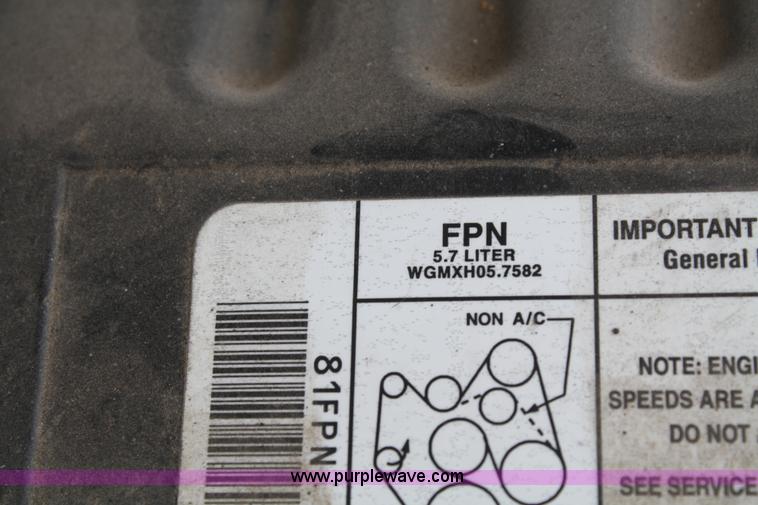 FPN
5.7 LITER
WGMXH05.7582
IMPORTANT
General
NON A/C
81FPN
NOTE: ENGI
SPEEDS ARE A
DO NOT
SEE SERVICE
www.purplewave.com